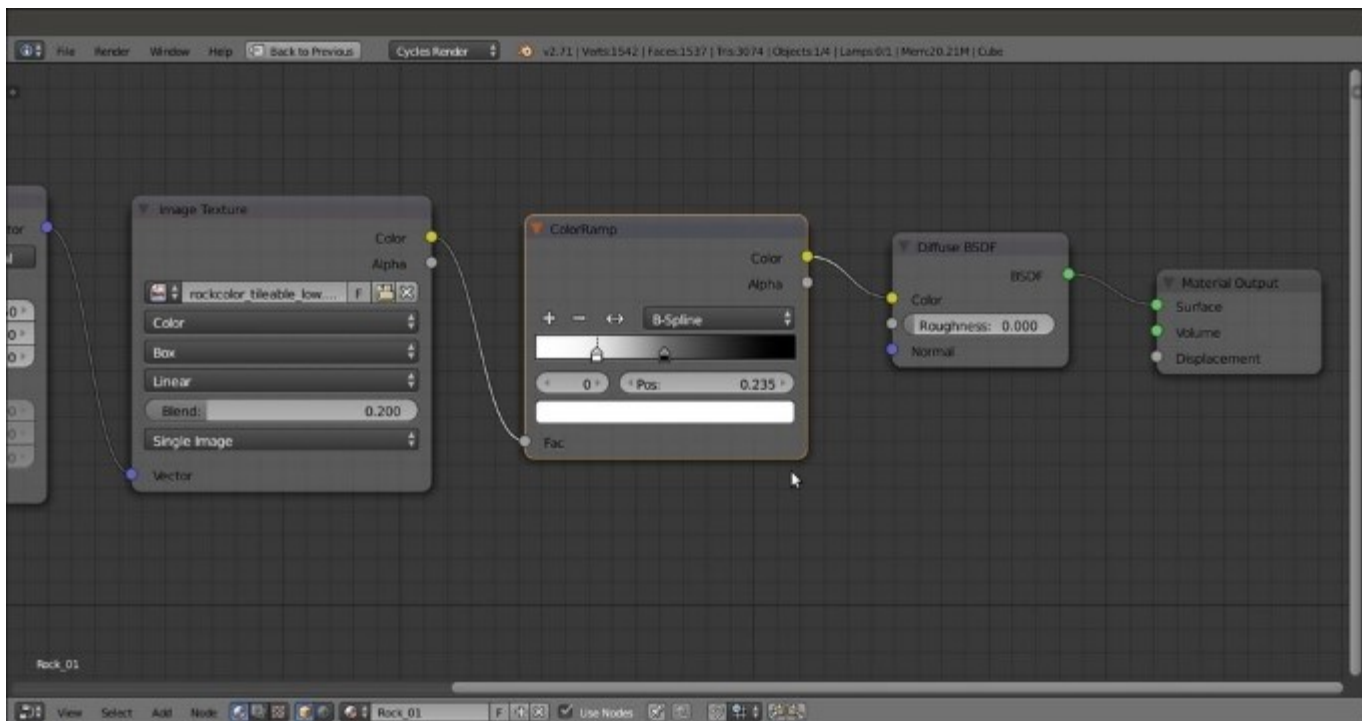 File Render Window Help Back to Previous Cycles Render v2.71 | Verts:1542 | Faces:1537 | Tris:3074 | Objects:1/4 | Lamps:0/1 | Mem:20.21M | Cube
Image Texture
Color
Alpha
rockcolor_tileable_low.... F
Color
Box
Linear
Blend: 0.200
Single Image
Vector
ColorRamp
Color
Alpha
B-Spline
0 Pos: 0.235
Fac
Diffuse BSDF
BSDF
Color
Roughness: 0.000
Normal
Material Output
Surface
Volume
Displacement
Rock_01
View Select Add Node Rock_01 F Use Nodes